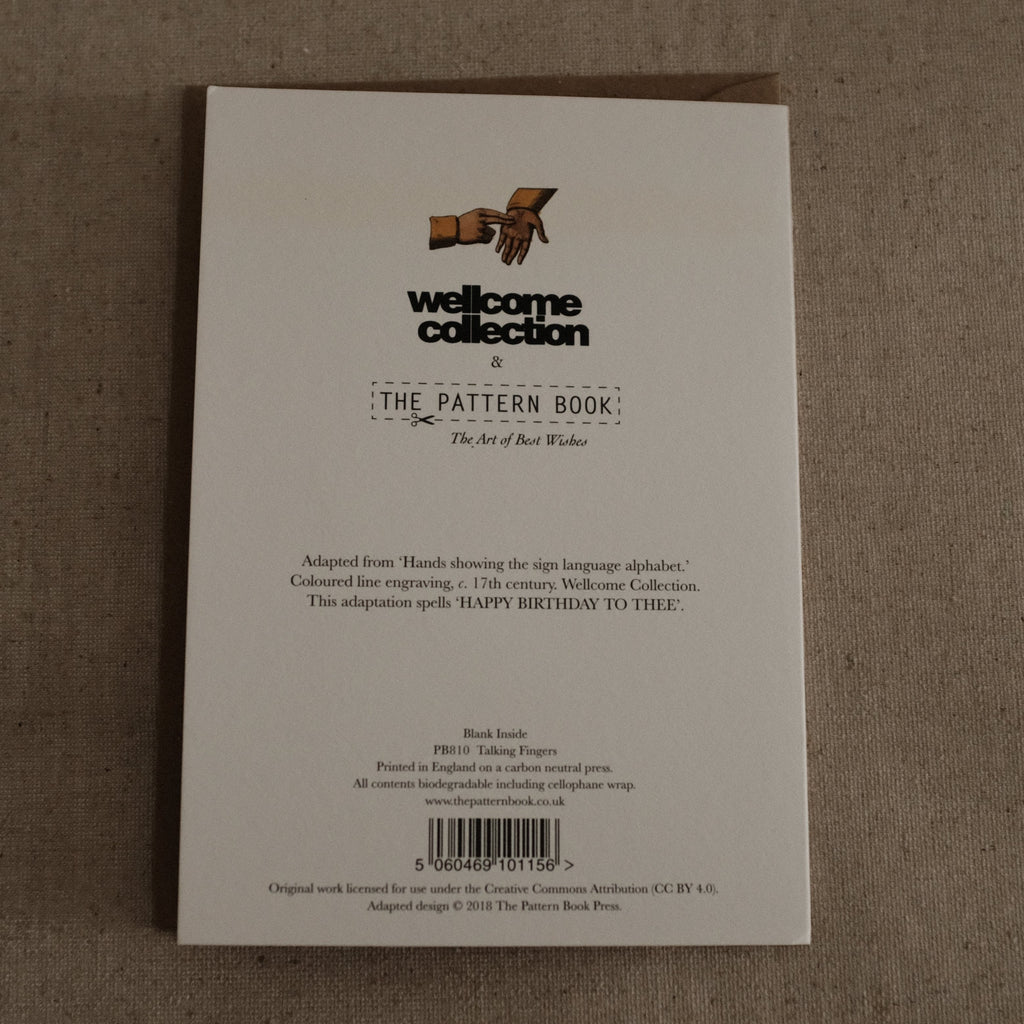 wellcome
collection
&
THE PATTERN BOOK
The Art of Best Wishes
Adapted from ‘Hands showing the sign language alphabet.’
Coloured line engraving, c. 17th century. Wellcome Collection.
This adaptation spells ‘HAPPY BIRTHDAY TO THEE’.
Blank Inside
PB810 Talking Fingers
Printed in England on a carbon neutral press.
All contents biodegradable including cellophane wrap.
www.thepatternbook.co.uk
5 060469 101156 >
Original work licensed for use under the Creative Commons Attribution (CC BY 4.0).
Adapted design © 2018 The Pattern Book Press.